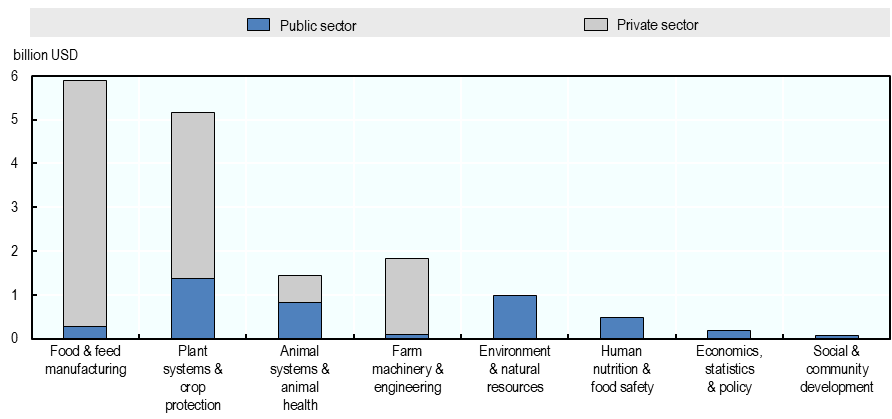 Public sector
Private sector
billion USD
6
5
4
3
2
1
0
Food & feed
manufacturing
Plant
systems &
crop
protection
Animal
systems &
animal
health
Farm
machinery &
engineering
Environment
& natural
resources
Human
nutrition &
food safety
Economics,
statistics
& policy
Social &
community
development